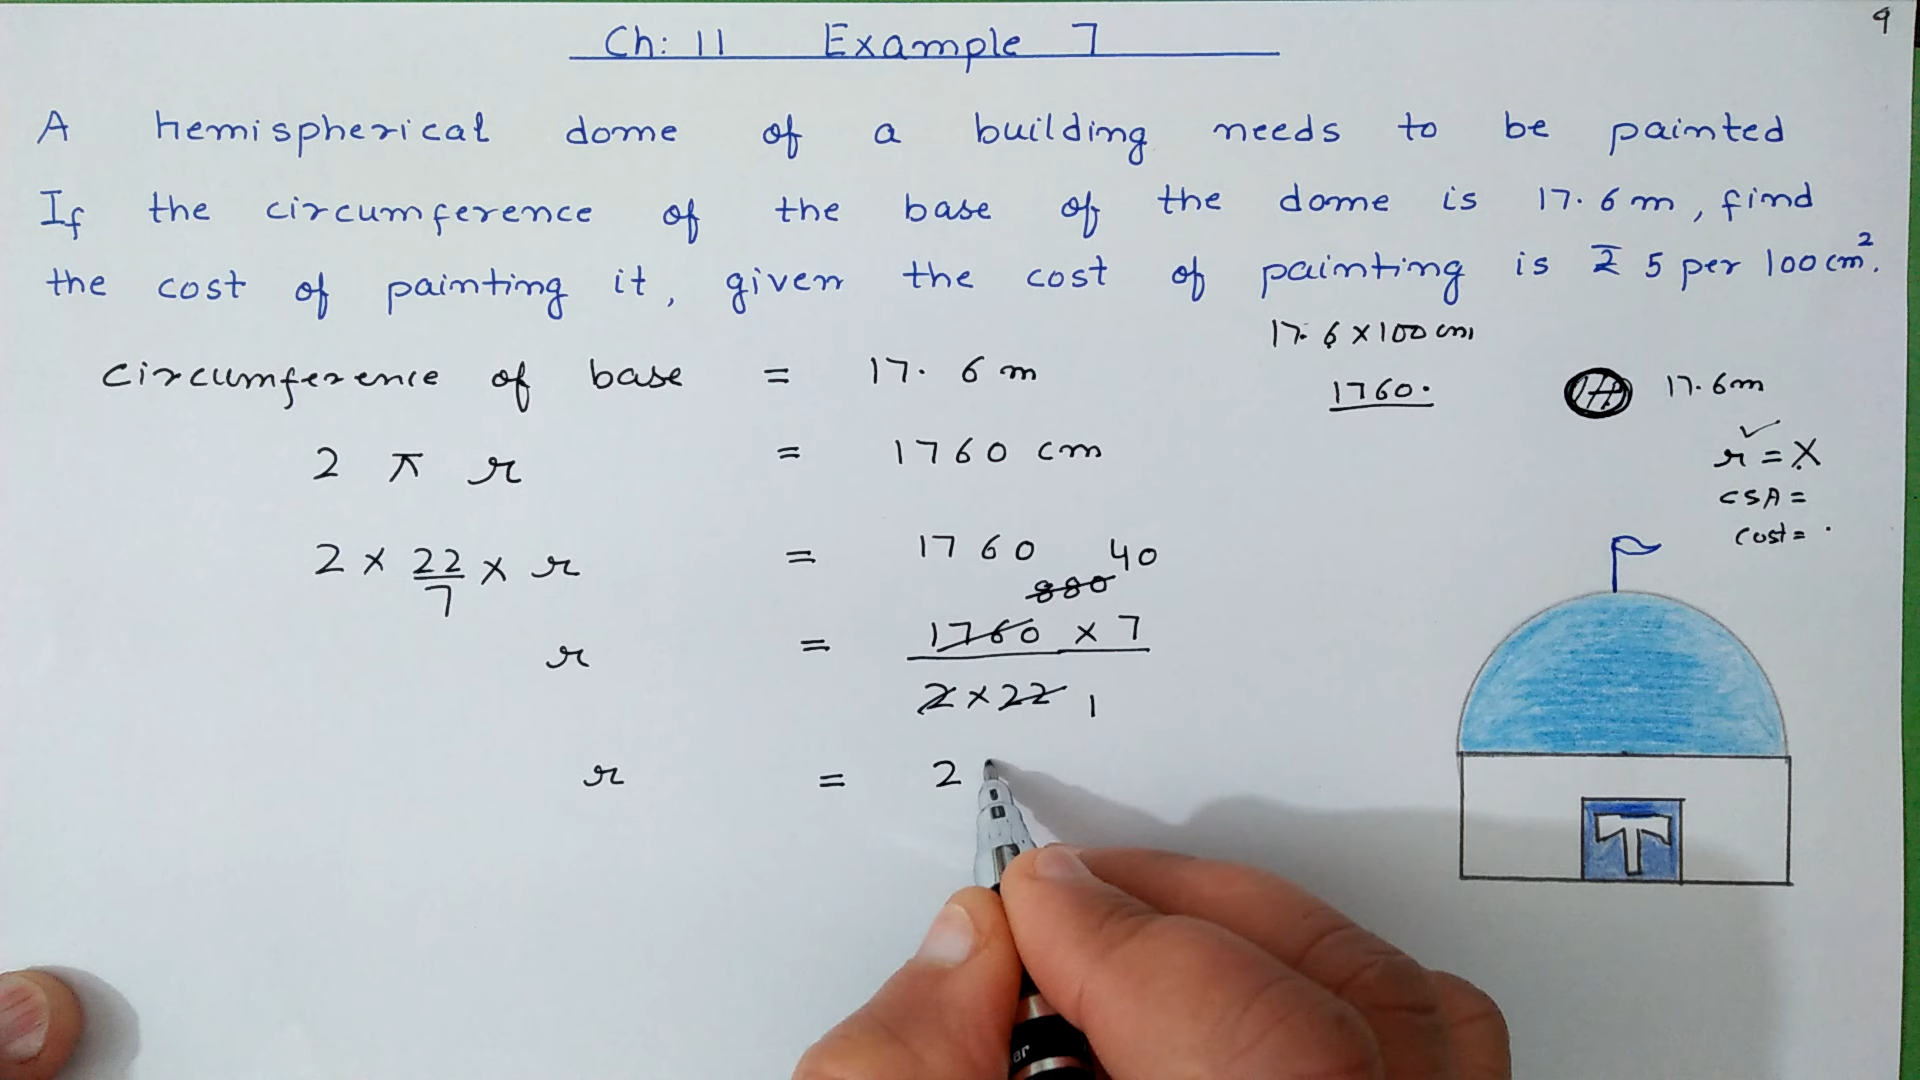 9
Ch: 11 Example 7
A hemispherical dome of a building needs to be painted
If the circumference of the base of the dome is 17.6 m, find
the cost of painting it, given the cost of painting is ₹ 5 per 100 cm².
17.6 × 100 cm
circumference of base = 17.6 m
1760.
17.6m
2 π r = 1760 cm
r = x
CSA =
Cost =
2 × 22/7 × r = 1760
40
880
r = 1760 × 7 / 2 × 22
1
r = 2